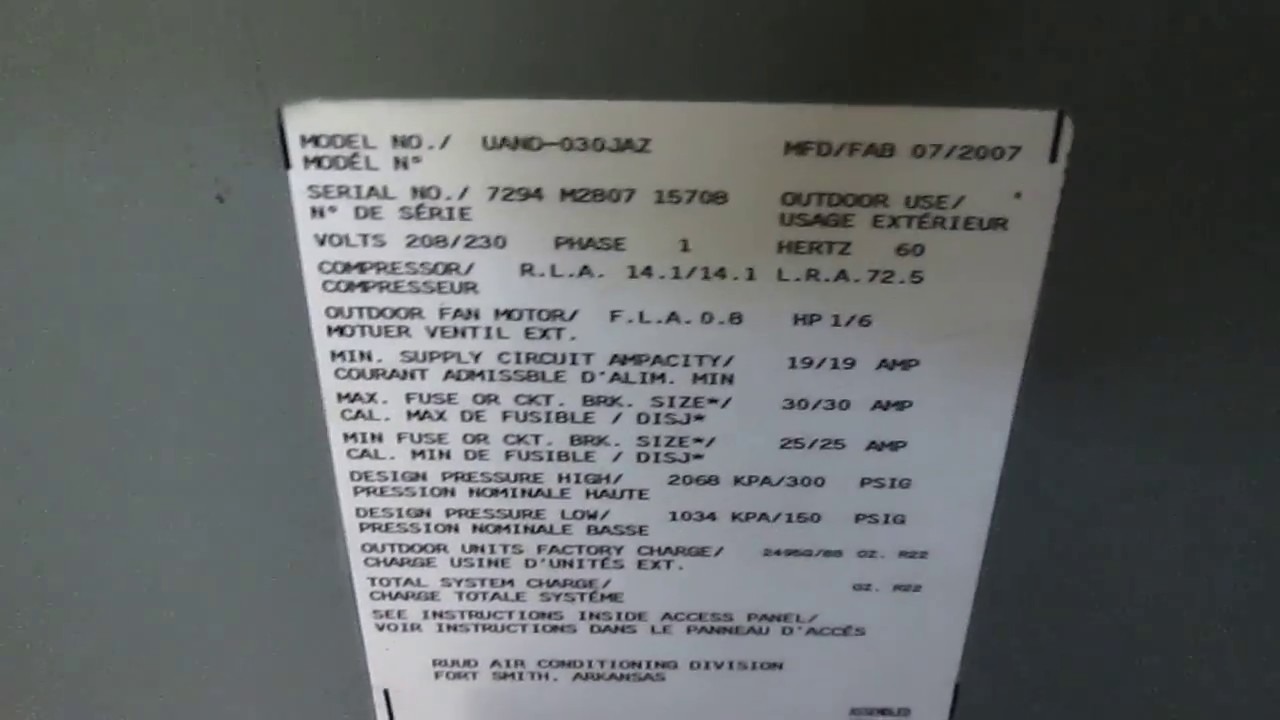 MODEL NO./ UAND-030JAZ MFD/FAB 07/2007
MODÉL N°
SERIAL NO./ 7294 M2807 15708 OUTDOOR USE/
N° DE SÉRIE USAGE EXTÉRIEUR
VOLTS 208/230 PHASE 1 HERTZ 60
COMPRESSOR/ R.L.A. 14.1/14.1 L.R.A. 72.5
COMPRESSEUR
OUTDOOR FAN MOTOR/ F.L.A. 0.8 HP 1/6
MOTUER VENTIL EXT.
MIN. SUPPLY CIRCUIT AMPACITY/ 19/19 AMP
COURANT ADMISSBLE D'ALIM. MIN
MAX. FUSE OR CKT. BRK. SIZE*/ 30/30 AMP
CAL. MAX DE FUSIBLE / DISJ*
MIN FUSE OR CKT. BRK. SIZE*/ 25/25 AMP
CAL. MIN DE FUSIBLE / DISJ*
DESIGN PRESSURE HIGH/ 2068 KPA/300 PSIG
PRESSION NOMINALE HAUTE
DESIGN PRESSURE LOW/ 1034 KPA/150 PSIG
PRESSION NOMINALE BASSE
OUTDOOR UNITS FACTORY CHARGE/ 2495G/88 OZ. R22
CHARGE USINE D'UNITÉS EXT.
TOTAL SYSTEM CHARGE/ OZ. R22
CHARGE TOTALE SYSTÉME
SEE INSTRUCTIONS INSIDE ACCESS PANEL/
VOIR INSTRUCTIONS DANS LE PANNEAU D'ACCÉS
RUUD AIR CONDITIONING DIVISION
FORT SMITH, ARKANSAS
ASSEMBLED